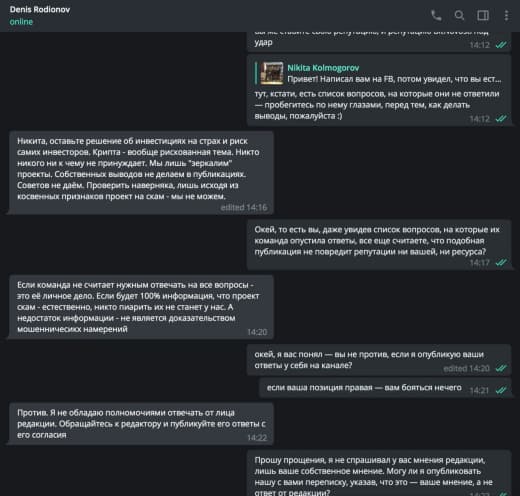 Denis Rodionov
online
удар
14:12
Nikita Kolmogorov
Привет! Написал вам на FB, потом увидел, что вы ест...
тут, кстати, есть список вопросов, на которые они не ответили
— пробегитесь по нему глазами, перед тем, как делать
выводы, пожалуйста :)
14:12
Никита, оставьте решение об инвестициях на страх и риск
самих инвесторов. Крипта - вообще рискованная тема. Никто
никого ни к чему не принуждает. Мы лишь "зеркалим"
проекты. Собственных выводов не делаем в публикациях.
Советов не даём. Проверить наверняка, лишь исходя из
косвенных признаков проект на скам - мы не можем.
edited 14:16
Окей, то есть вы, даже увидев список вопросов, на которые их
команда опустила ответы, все еще считаете, что подобная
публикация не повредит репутации ни вашей, ни ресурса?
14:17
Если команда не считает нужным отвечать на все вопросы -
это её личное дело. Если будет 100% информация, что проект
скам - естественно, никто пиарить их не станет у нас. А
недостаток информации - не является доказательством
мошенническх намерений
14:20
окей, я вас понял — вы не против, если я опубликую ваши
ответы у себя на канале?
edited 14:20
если ваша позиция правая — вам бояться нечего
14:21
Против. Я не обладаю полномочиями отвечать от лица
редакции. Обращайтесь к редактору и публикуйте его ответы с
его согласия
14:22
Прошу прощения, я не спрашивал у вас мнения редакции,
лишь ваше собственное мнение. Могу ли я опубликовать
нашу с вами переписку, указав, что это — ваше мнение, а не
ответ от редакции?